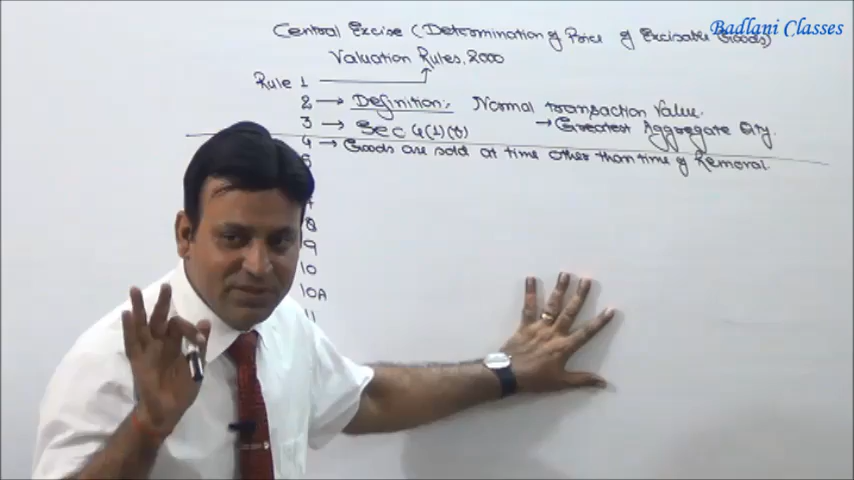 Badlani Classes
Central Excise (Determination of Price of Excisable Goods)
Valuation Rules, 2000
Rule 1
2 → Definition:- Normal transaction Value.
→ Greatest Aggregate Qty.
3 → Sec 4(1)(b)
4 → Goods are sold at time other than time of Removal.
8
9
10
10A
11